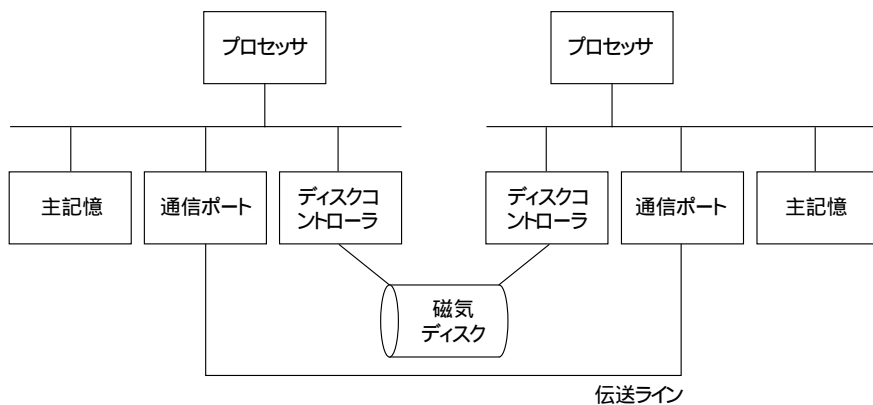 プロセッサ
プロセッサ
主記憶
通信ポート
ディスクコ
ントローラ
ディスクコ
ントローラ
通信ポート
主記憶
磁気
ディスク
伝送ライン